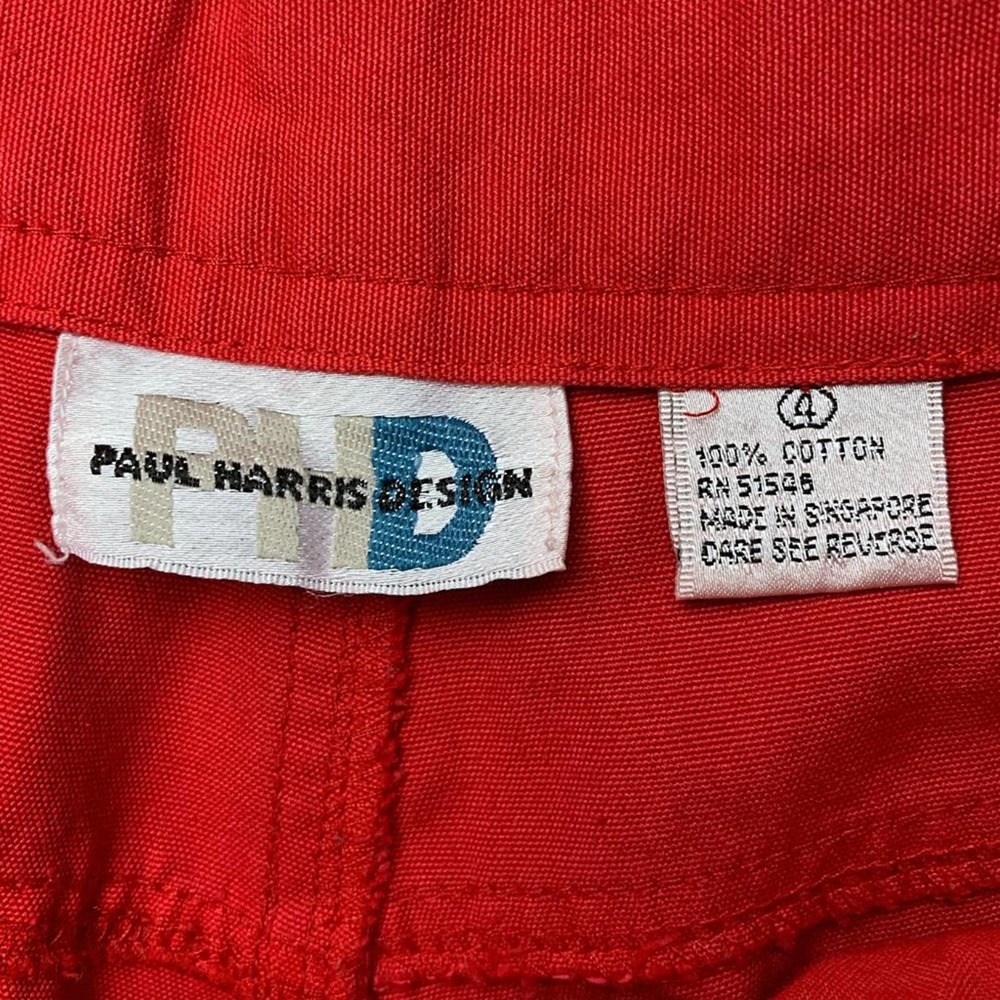 PHD
PAUL HARRIS DESIGN
4
100% COTTON
RN 51546
MADE IN SINGAPORE
CARE SEE REVERSE